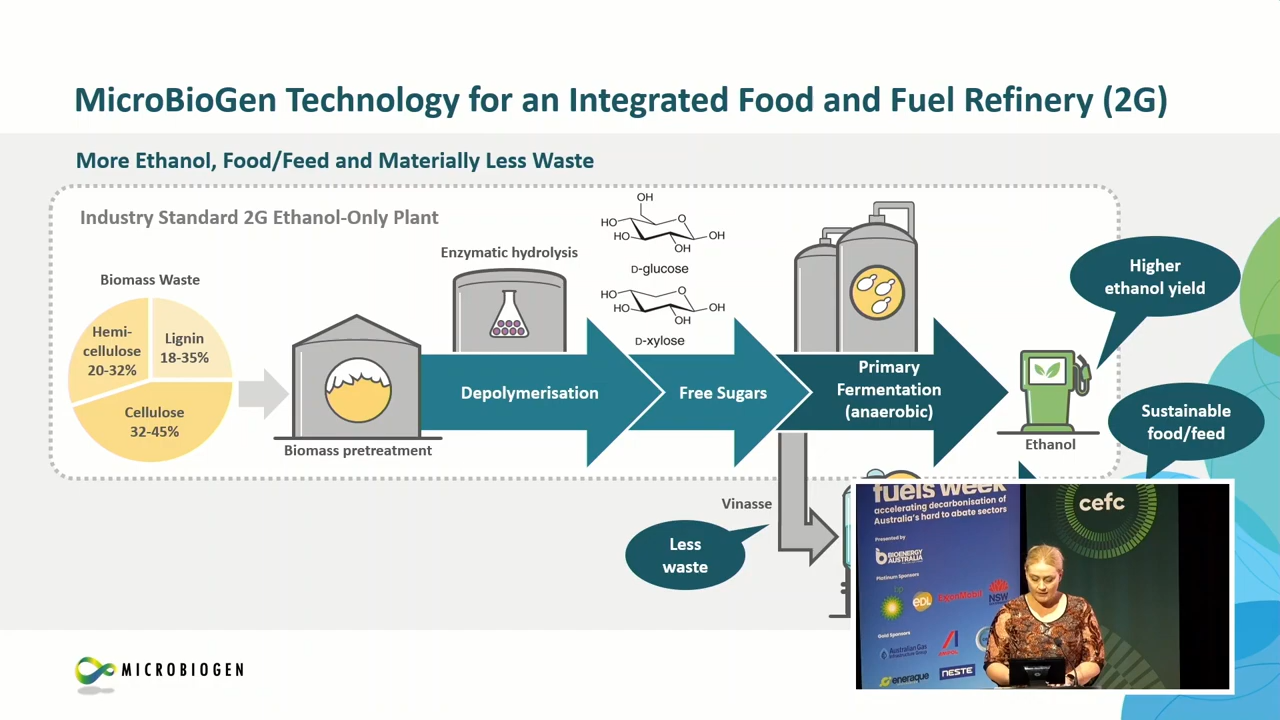 MicroBioGen Technology for an Integrated Food and Fuel Refinery (2G)
More Ethanol, Food/Feed and Materially Less Waste
Industry Standard 2G Ethanol-Only Plant
Biomass Waste
Hemi-
cellulose
20-32%
Lignin
18-35%
Cellulose
32-45%
Biomass pretreatment
Enzymatic hydrolysis
Depolymerisation
OH
HO
O
HO
OH
OH
D-glucose
HO
O
HO
OH
OH
D-xylose
Free Sugars
Primary
Fermentation
(anaerobic)
Ethanol
Higher
ethanol yield
Sustainable
food/feed
Vinasse
Less
waste
fuels week
accelerating decarbonisation of
Australia's hard to abate sectors
Presented by
BIOENERGY
AUSTRALIA
Platinum Sponsors
bp
EDL
ExxonMobil
NSW
Gold Sponsors
Australian Gas
Infrastructure Group
AMPOL
eneraque
NESTE
cefc
MICROBIOGEN